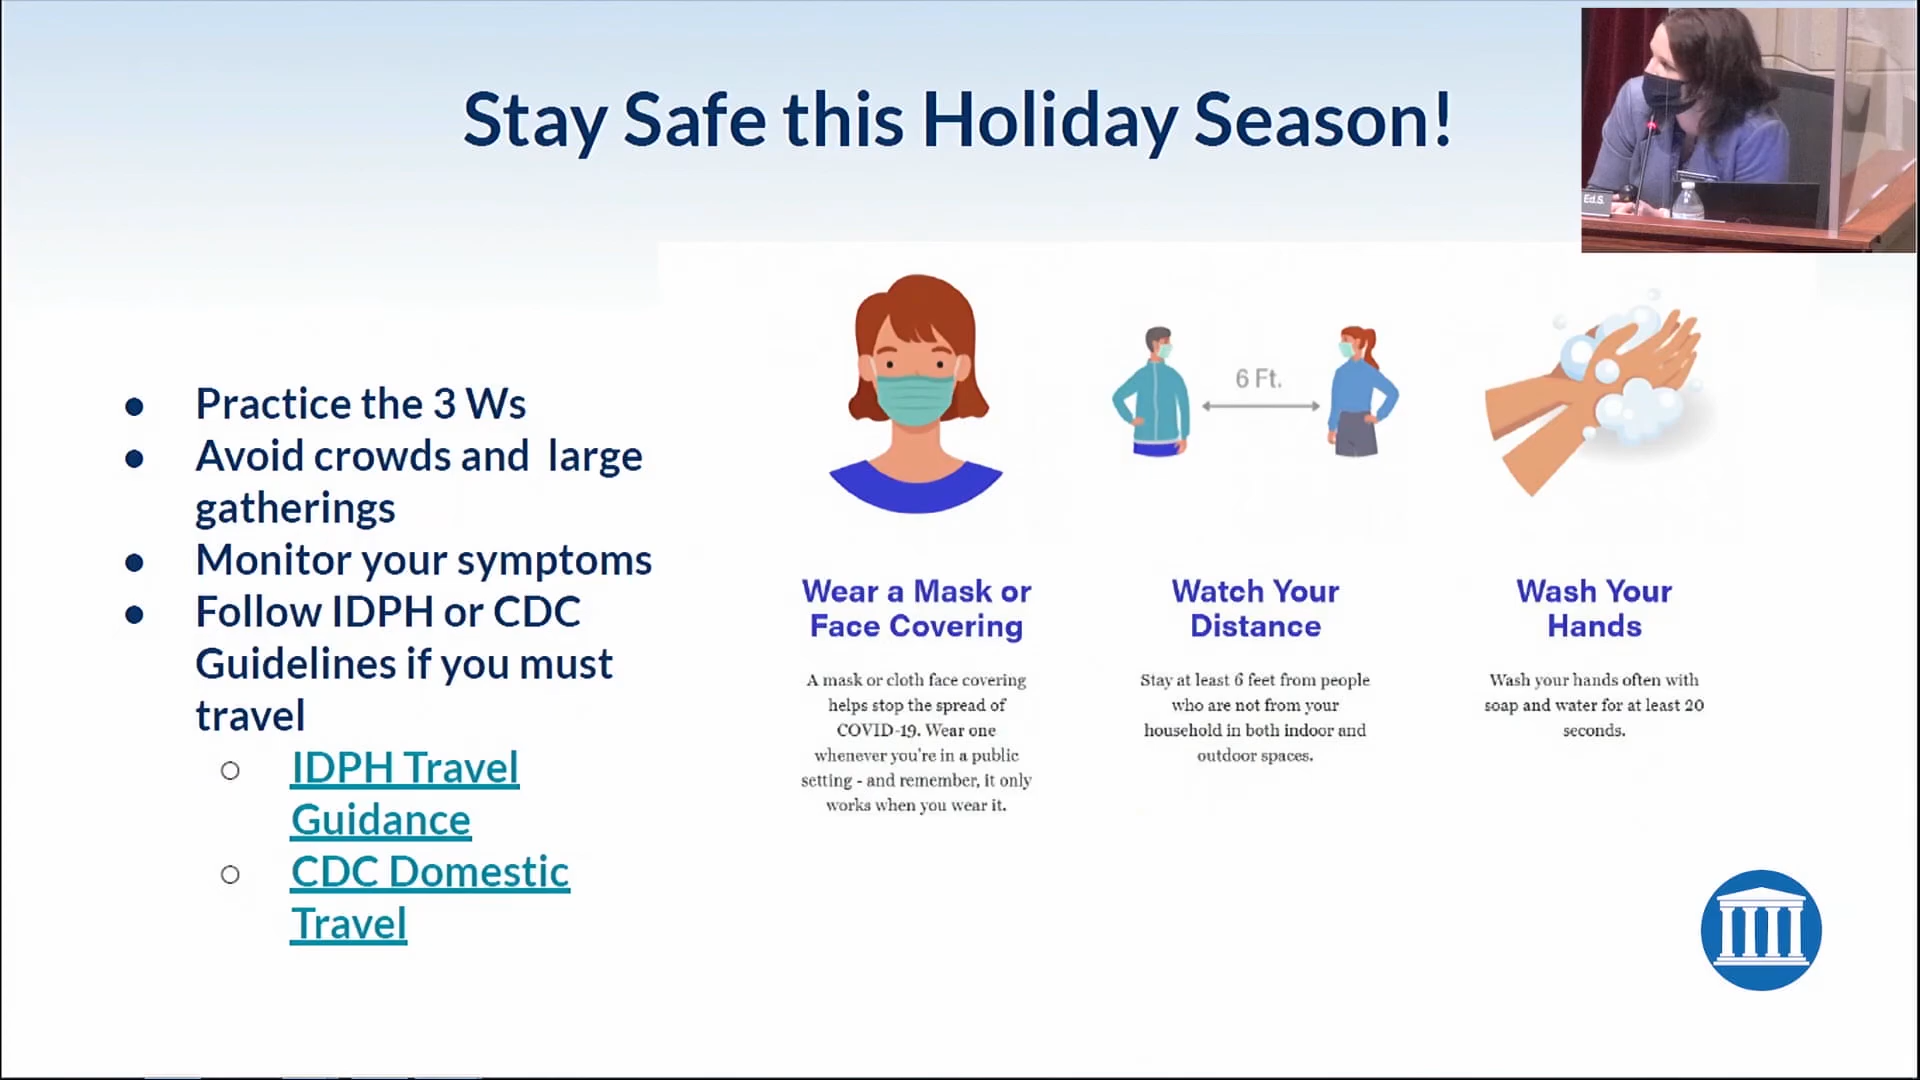 Stay Safe this Holiday Season!
Ed.S.
Practice the 3 Ws
Avoid crowds and large
gatherings
Monitor your symptoms
Follow IDPH or CDC
Guidelines if you must
travel
IDPH Travel
Guidance
CDC Domestic
Travel
6 Ft.
Wear a Mask or
Face Covering
A mask or cloth face covering
helps stop the spread of
COVID-19. Wear one
whenever you're in a public
setting - and remember, it only
works when you wear it.
Watch Your
Distance
Stay at least 6 feet from people
who are not from your
household in both indoor and
outdoor spaces.
Wash Your
Hands
Wash your hands often with
soap and water for at least 20
seconds.